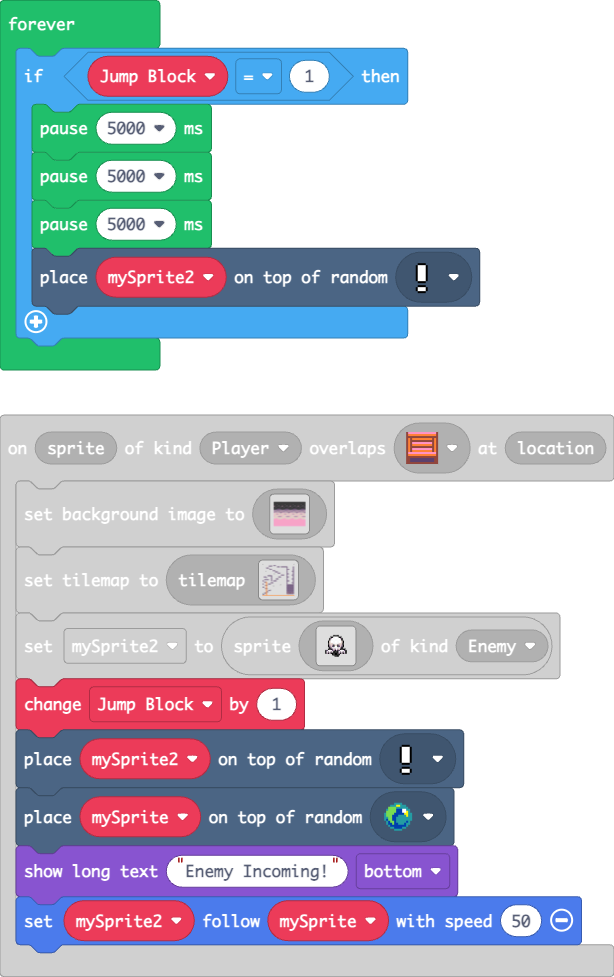 forever
if Jump Block = 1 then
pause 5000 ms
pause 5000 ms
pause 5000 ms
place mySprite2 on top of random
on sprite of kind Player overlaps at location
set background image to
set tilemap to tilemap
set mySprite2 to sprite of kind Enemy
change Jump Block by 1
place mySprite2 on top of random
place mySprite on top of random
show long text "Enemy Incoming!" bottom
set mySprite2 follow mySprite with speed 50